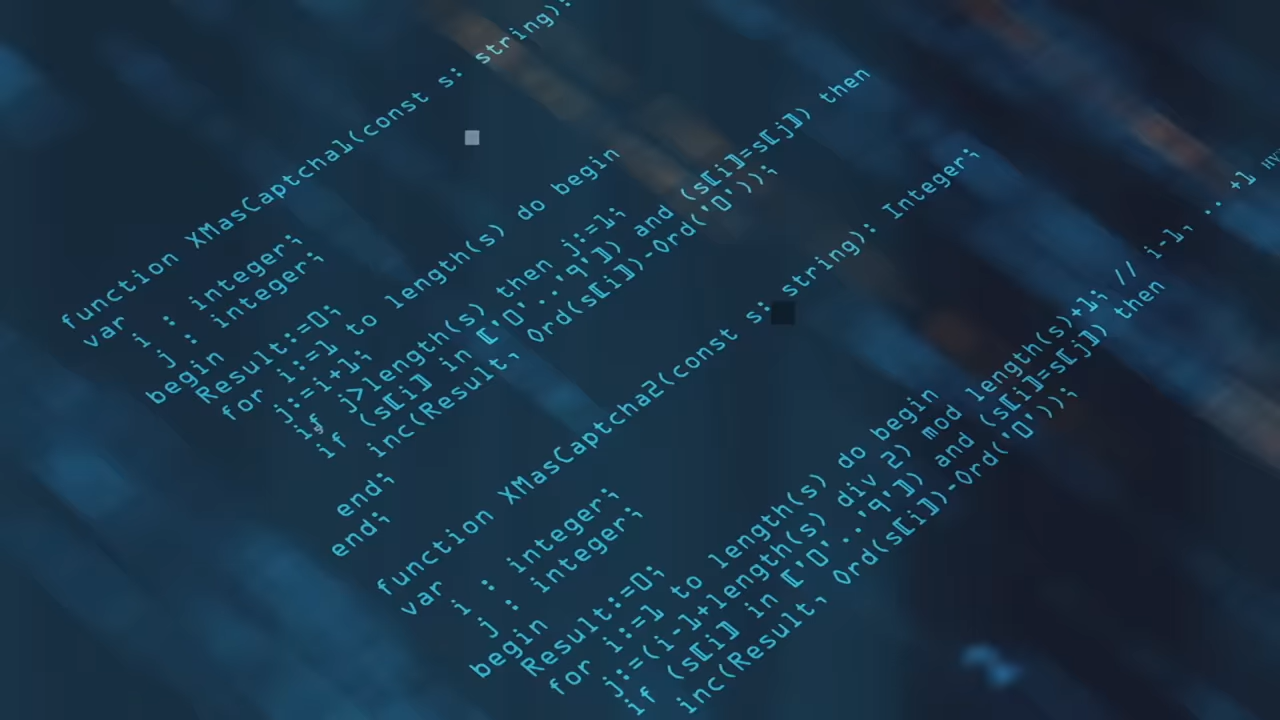 function XMasCaptcha1(const s: string):
var i : integer;
j : integer;
begin
Result:=0;
for i:=1 to length(s) do begin
j:=i+1;
if j>length(s) then j:=1;
if (s[i] in ['0'..'9']) and (s[i]=s[j]) then
inc(Result, Ord(s[i])-Ord('0'));
end;
end;
function XMasCaptcha2(const s: string): Integer;
var i : integer;
j : integer;
begin
Result:=0;
for i:=1 to length(s) do begin
j:=(i-1+length(s) div 2) mod length(s)+1; // i-1, .. +1
if (s[i] in ['0'..'9']) and (s[i]=s[j]) then
inc(Result, Ord(s[i])-Ord('0'));